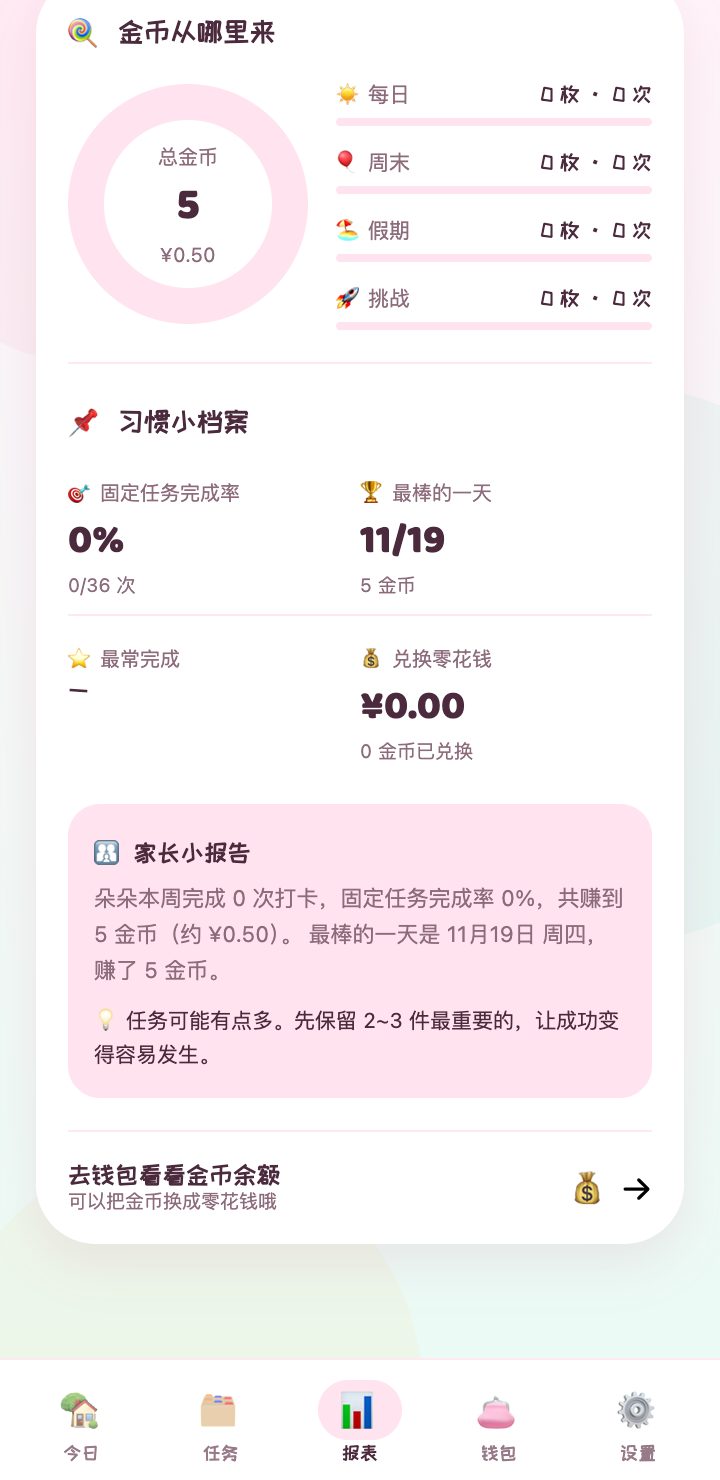 金币从哪里来
总金币
5
¥0.50
每日 0 枚 · 0 次
周末 0 枚 · 0 次
假期 0 枚 · 0 次
挑战 0 枚 · 0 次
习惯小档案
固定任务完成率
0%
0/36 次
最棒的一天
11/19
5 金币
最常完成
—
兑换零花钱
¥0.00
0 金币已兑换
家长小报告
朵朵本周完成 0 次打卡，固定任务完成率 0%，共赚到
5 金币（约 ¥0.50）。 最棒的一天是 11月19日 周四，
赚了 5 金币。
任务可能有点多。先保留 2~3 件最重要的，让成功变
得容易发生。
去钱包看看金币余额
可以把金币换成零花钱哦
今日
任务
报表
钱包
设置